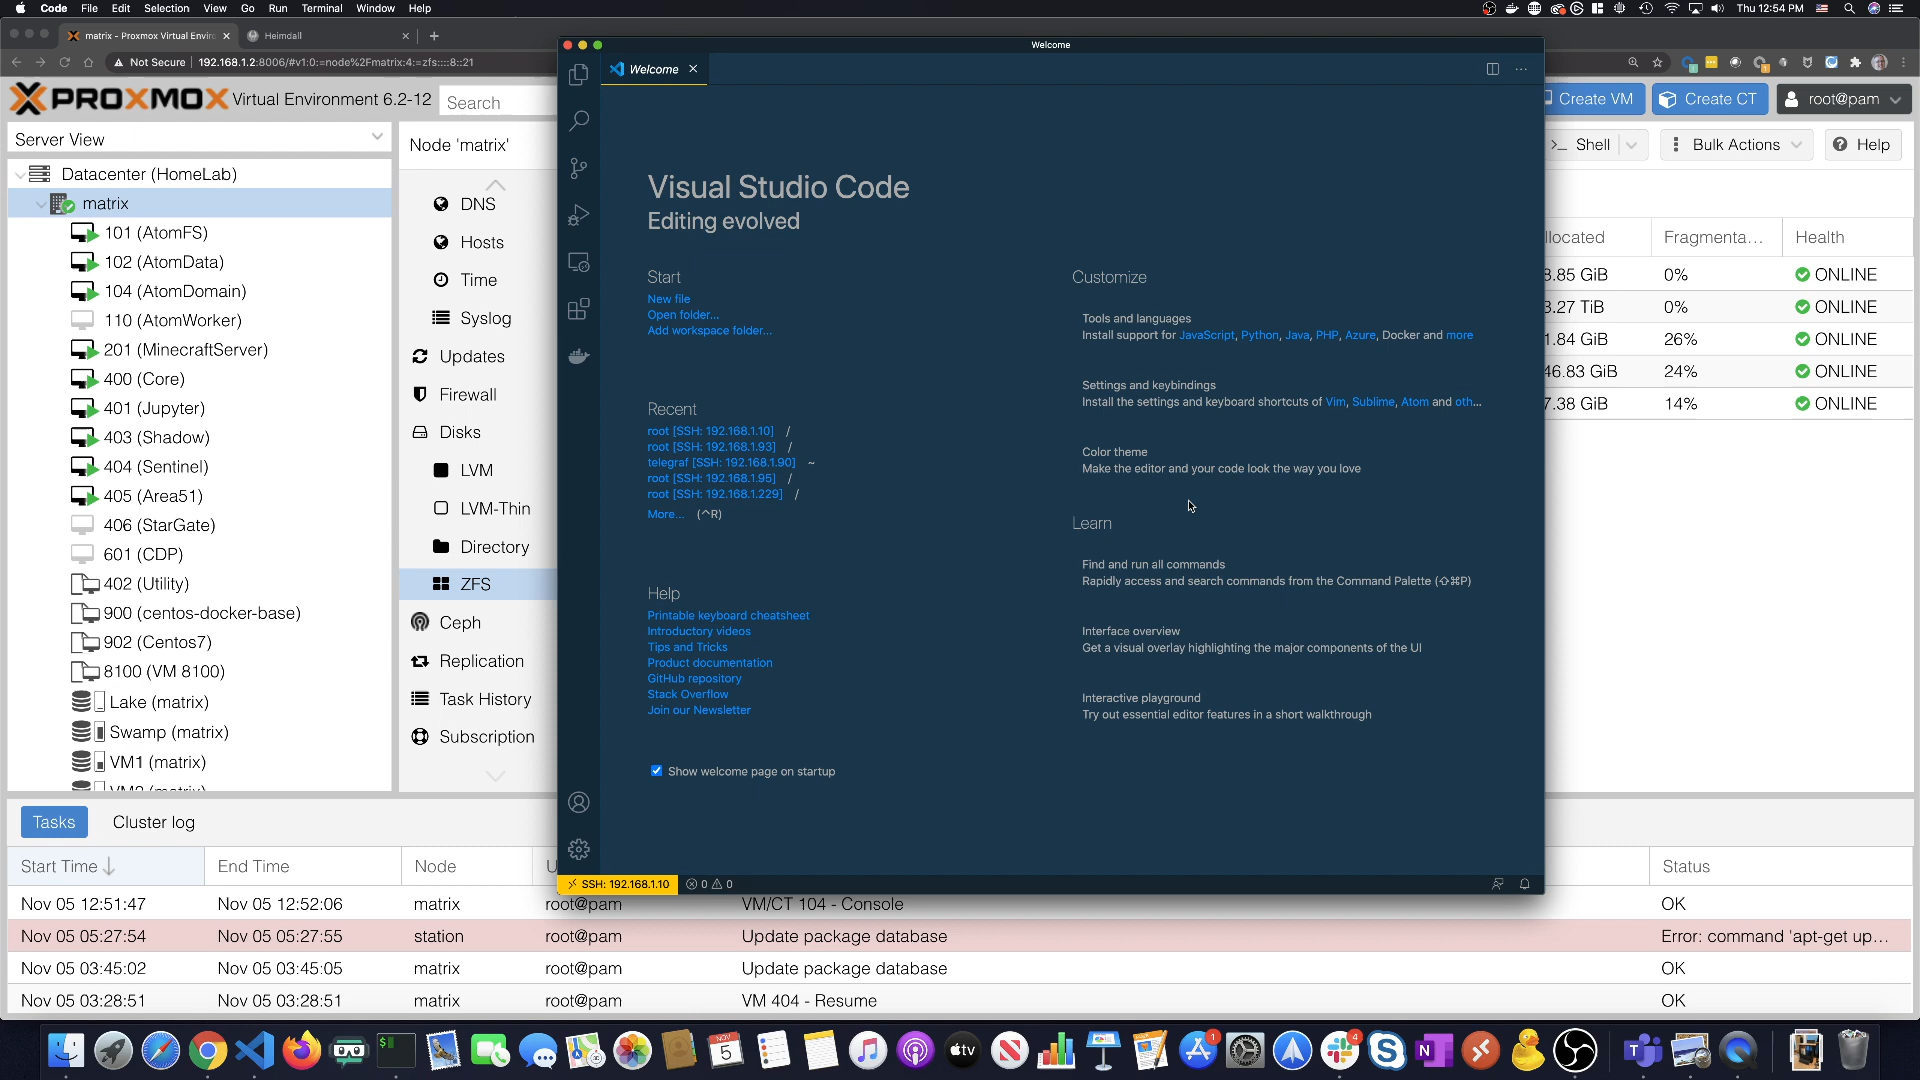 Code File Edit Selection View Go Run Terminal Window Help
Thu 12:54 PM
matrix - Proxmox Virtual Enviro
Heimdall
Not Secure 192.168.1.2:8006/#v1:0:=node%2Fmatrix:4:=zfs::::8::21
PROXMOX Virtual Environment 6.2-12
Search
Create VM
Create CT
root@pam
Server View
Node 'matrix'
Shell
Bulk Actions
Help
Datacenter (HomeLab)
matrix
101 (AtomFS)
102 (AtomData)
104 (AtomDomain)
110 (AtomWorker)
201 (MinecraftServer)
400 (Core)
401 (Jupyter)
403 (Shadow)
404 (Sentinel)
405 (Area51)
406 (StarGate)
601 (CDP)
402 (Utility)
900 (centos-docker-base)
902 (Centos7)
8100 (VM 8100)
Lake (matrix)
Swamp (matrix)
VM1 (matrix)
DNS
Hosts
Time
Syslog
Updates
Firewall
Disks
LVM
LVM-Thin
Directory
ZFS
Ceph
Replication
Task History
Subscription
Welcome
Welcome
Visual Studio Code
Editing evolved
Start
New file
Open folder...
Add workspace folder...
Recent
root [SSH: 192.168.1.10] /
root [SSH: 192.168.1.93] /
telegraf [SSH: 192.168.1.90] ~
root [SSH: 192.168.1.95] /
root [SSH: 192.168.1.229] /
More... (^R)
Help
Printable keyboard cheatsheet
Introductory videos
Tips and Tricks
Product documentation
GitHub repository
Stack Overflow
Join our Newsletter
Show welcome page on startup
Customize
Tools and languages
Install support for JavaScript, Python, Java, PHP, Azure, Docker and more
Settings and keybindings
Install the settings and keyboard shortcuts of Vim, Sublime, Atom and oth...
Color theme
Make the editor and your code look the way you love
Learn
Find and run all commands
Rapidly access and search commands from the Command Palette (⇧⌘P)
Interface overview
Get a visual overlay highlighting the major components of the UI
Interactive playground
Try out essential editor features in a short walkthrough
SSH: 192.168.1.10 0 0
located Fragmenta... Health
8.85 GiB 0% ONLINE
3.27 TiB 0% ONLINE
1.84 GiB 26% ONLINE
46.83 GiB 24% ONLINE
7.38 GiB 14% ONLINE
Tasks
Cluster log
Start Time End Time Node U Status
Nov 05 12:51:47 Nov 05 12:52:06 matrix root@pam VM/CT 104 - Console OK
Nov 05 05:27:54 Nov 05 05:27:55 station root@pam Update package database Error: command 'apt-get up...
Nov 05 03:45:02 Nov 05 03:45:05 matrix root@pam Update package database OK
Nov 05 03:28:51 Nov 05 03:28:51 matrix root@pam VM 404 - Resume OK
NOV
5
tv
1
4